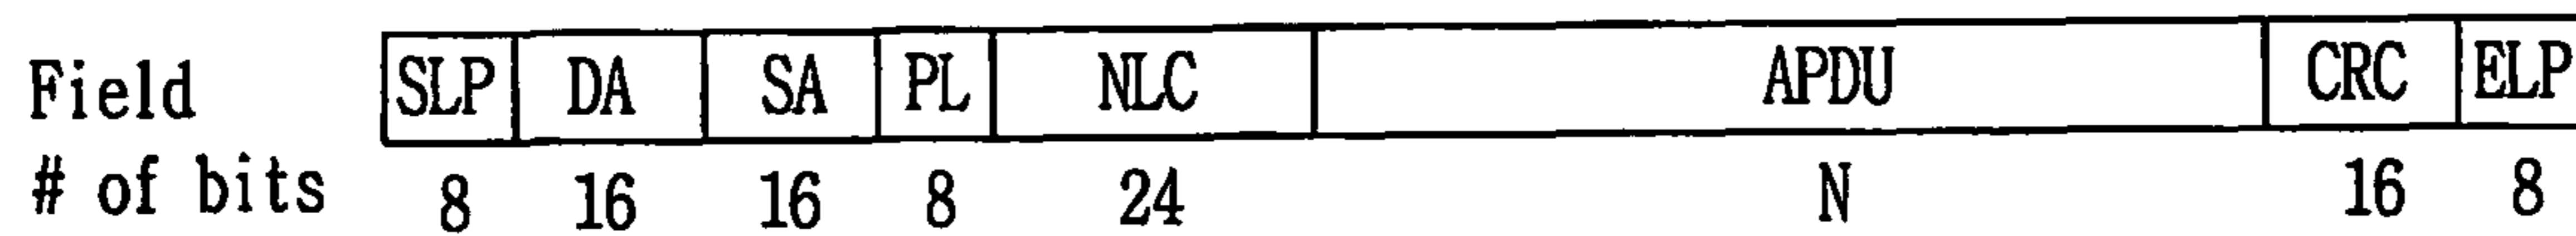 Field SLP DA SA PL NLC APDU CRC ELP
# of bits 8 16 16 8 24 N 16 8